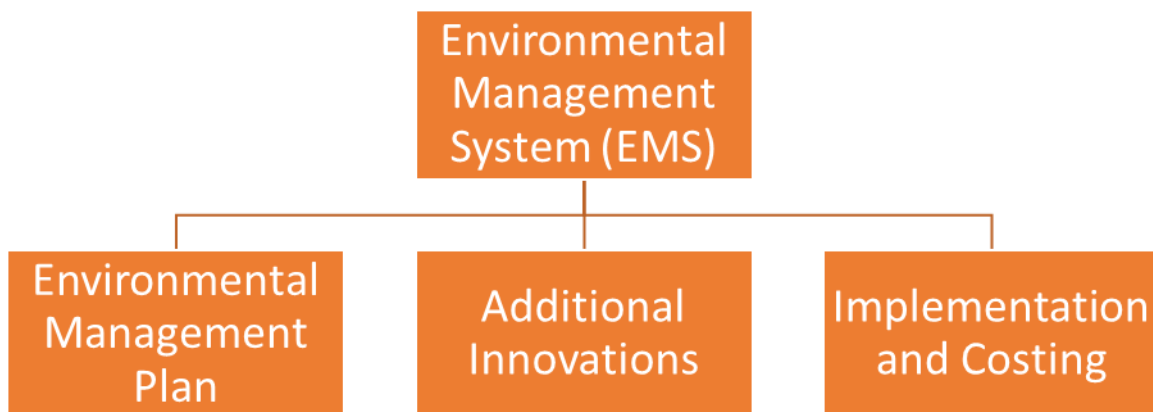 Environmental
Management
System (EMS)
Environmental
Management
Plan
Additional
Innovations
Implementation
and Costing